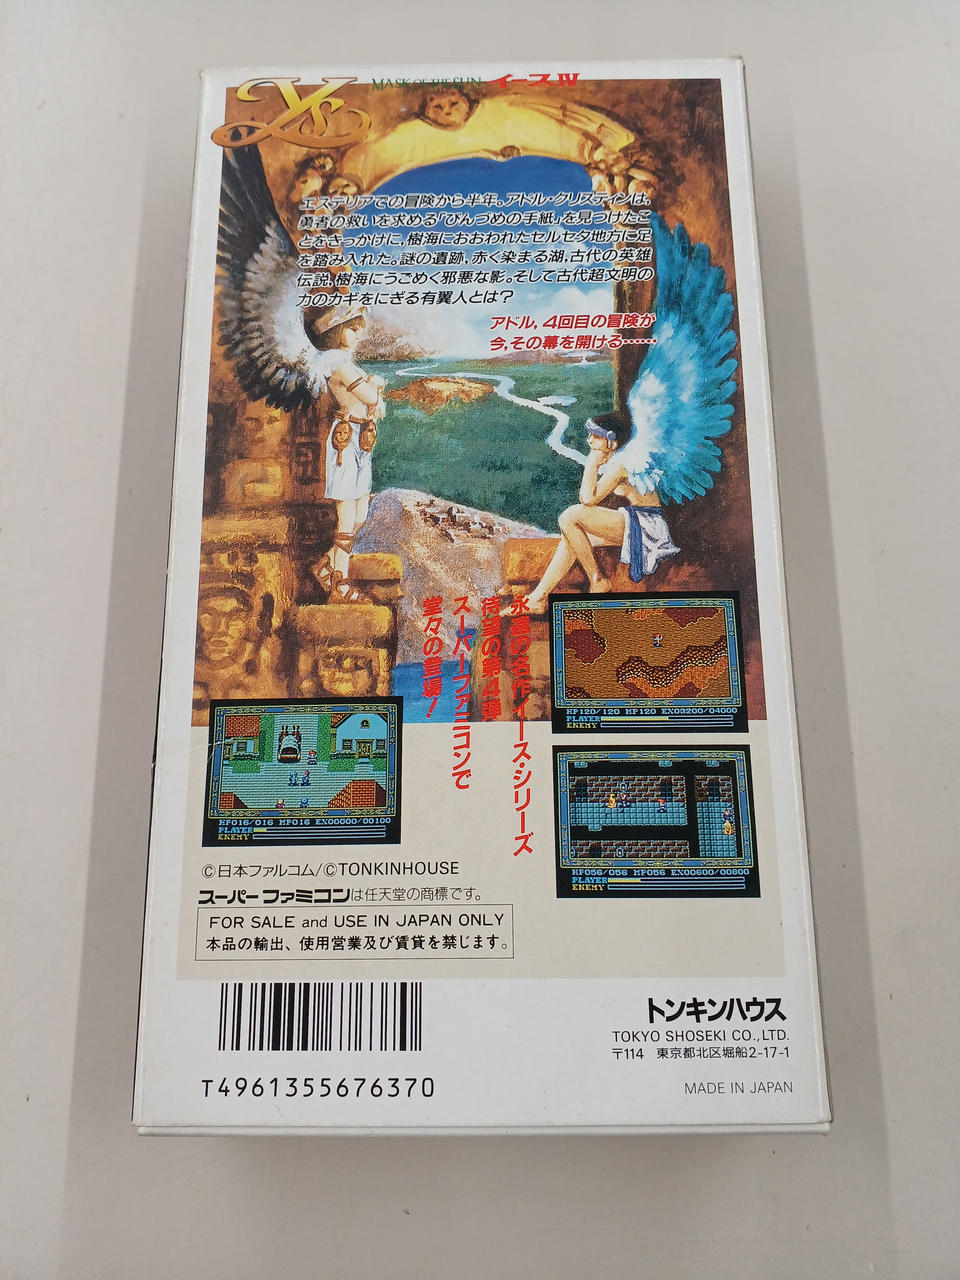 Ys MASK OF THE SUN イースIV
エステリアでの冒険から半年。アドル・クリスティンは,
勇者の救いを求める「びんづめの手紙」を見つけたこ
とをきっかけに, 樹海におおわれたセルセタ地方に足
を踏み入れた。謎の遺跡, 赤く染まる湖, 古代の英雄
伝説, 樹海にうごめく邪悪な影。そして古代超文明の
力のカギをにぎる有翼人とは?
アドル, 4回目の冒険が
今, その幕を開ける……
永遠の名作イース・シリーズ
待望の第4弾
スーパーファミコンで
堂々の登場!
HP120/120 MP120 EX03200/04000
PLAYER
ENEMY
HP016/016 MP016 EX00000/00100
PLAYER
ENEMY
HP056/056 MP056 EX00600/00800
PLAYER
ENEMY
©日本ファルコム/©TONKINHOUSE
スーパーファミコンは任天堂の商標です。
FOR SALE and USE IN JAPAN ONLY
本品の輸出、使用営業及び賃貸を禁じます。
T4961355676370
トンキンハウス
TOKYO SHOSEKI CO.,LTD.
〒114 東京都北区堀船2-17-1
MADE IN JAPAN